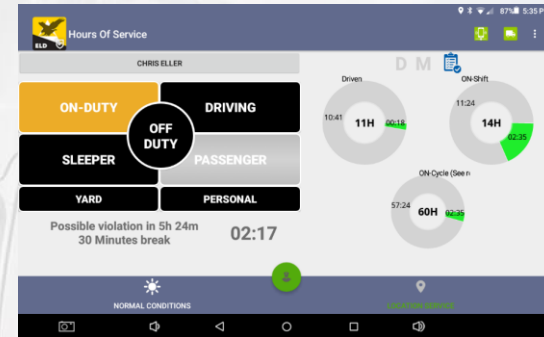 87% 5:35 P
ELD
Hours Of Service
CHRIS ELLER
D M
ON-DUTY
DRIVING
OFF
DUTY
SLEEPER
PASSENGER
YARD
PERSONAL
Possible violation in 5h 24m
30 Minutes break
02:17
Driven
10:41
11H
00:18
ON-Shift
11:24
14H
02:35
ON-Cycle (See r
57:24
60H
02:35
NORMAL CONDITIONS
LOCATION SERVICE